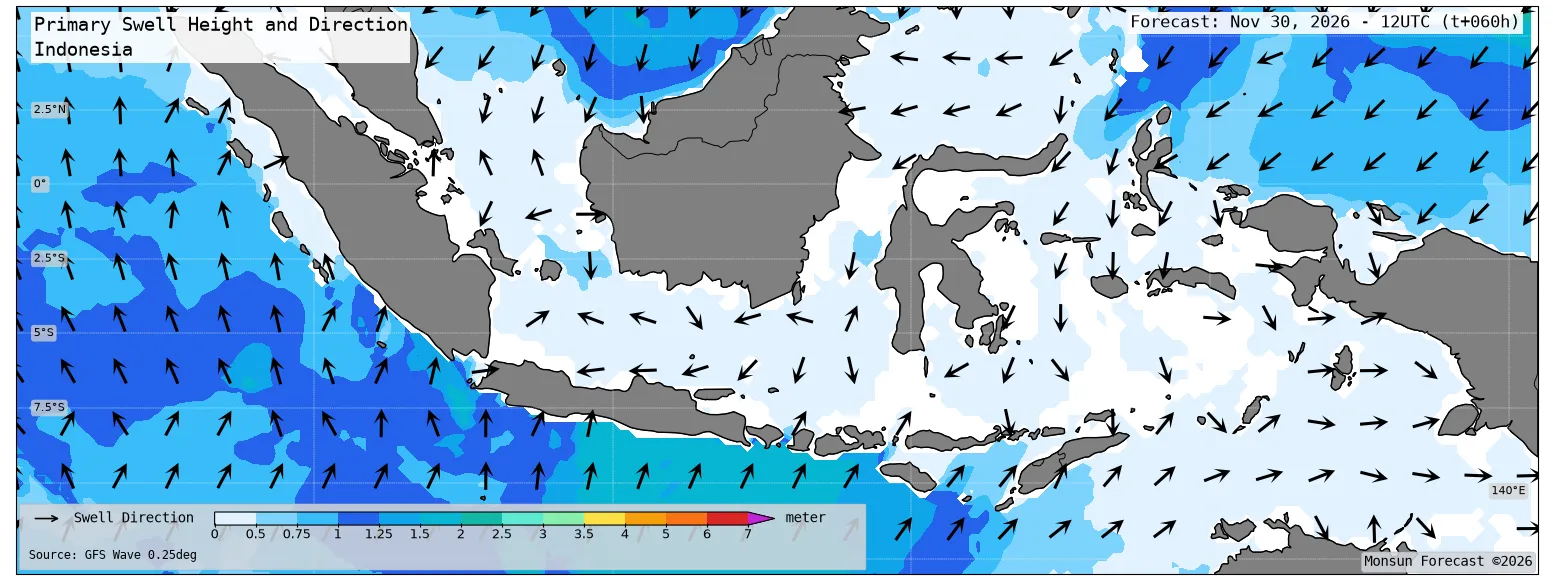 Primary Swell Height and Direction
Indonesia
Forecast: Nov 30, 2026 - 12UTC (t+060h)
2.5°N
0°
2.5°S
5°S
7.5°S
140°E
Swell Direction
0 0.5 0.75 1 1.25 1.5 2 2.5 3 3.5 4 5 6 7 meter
Source: GFS Wave 0.25deg
Monsun Forecast ©2026